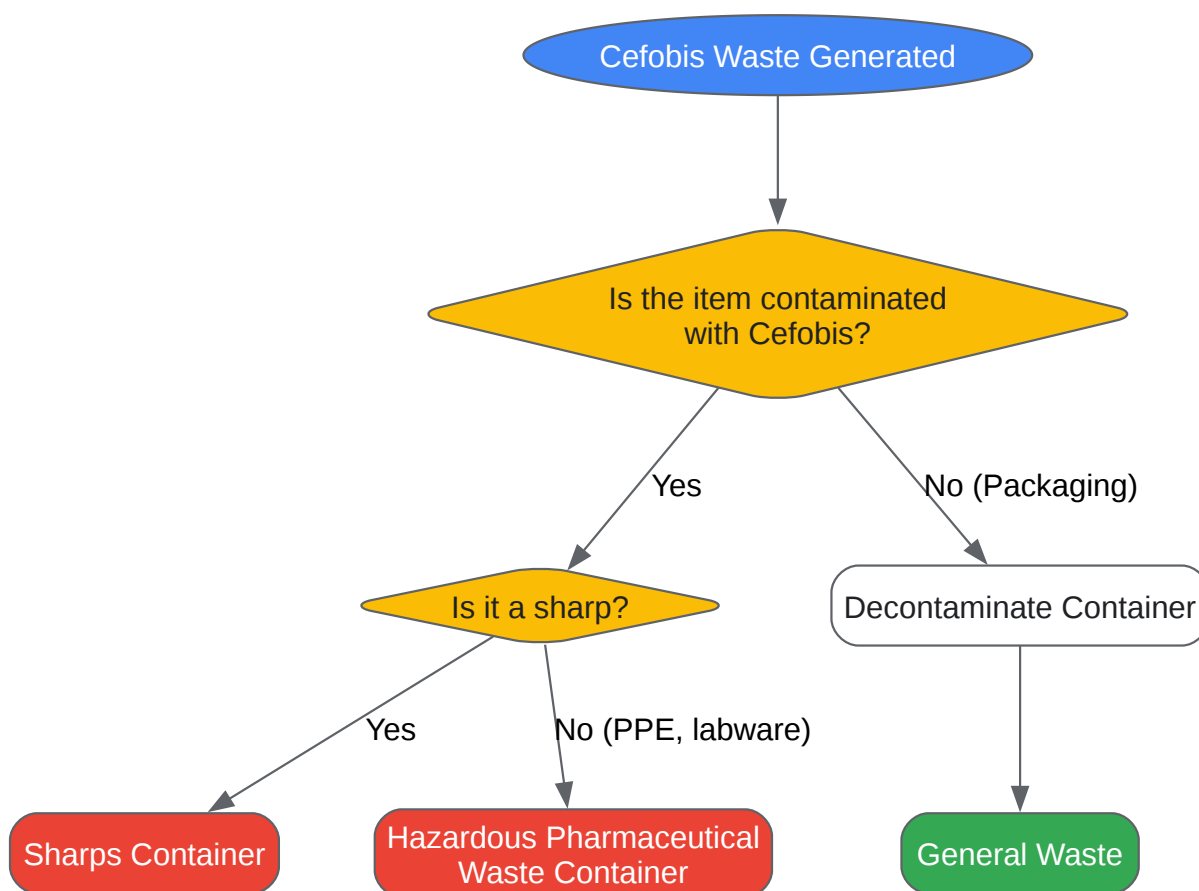 Cefobis Waste Generated
Is the item contaminated
with Cefobis?
Yes
No (Packaging)
Is it a sharp?
Decontaminate Container
Yes
No (PPE, labware)
Sharps Container
Hazardous Pharmaceutical
Waste Container
General Waste